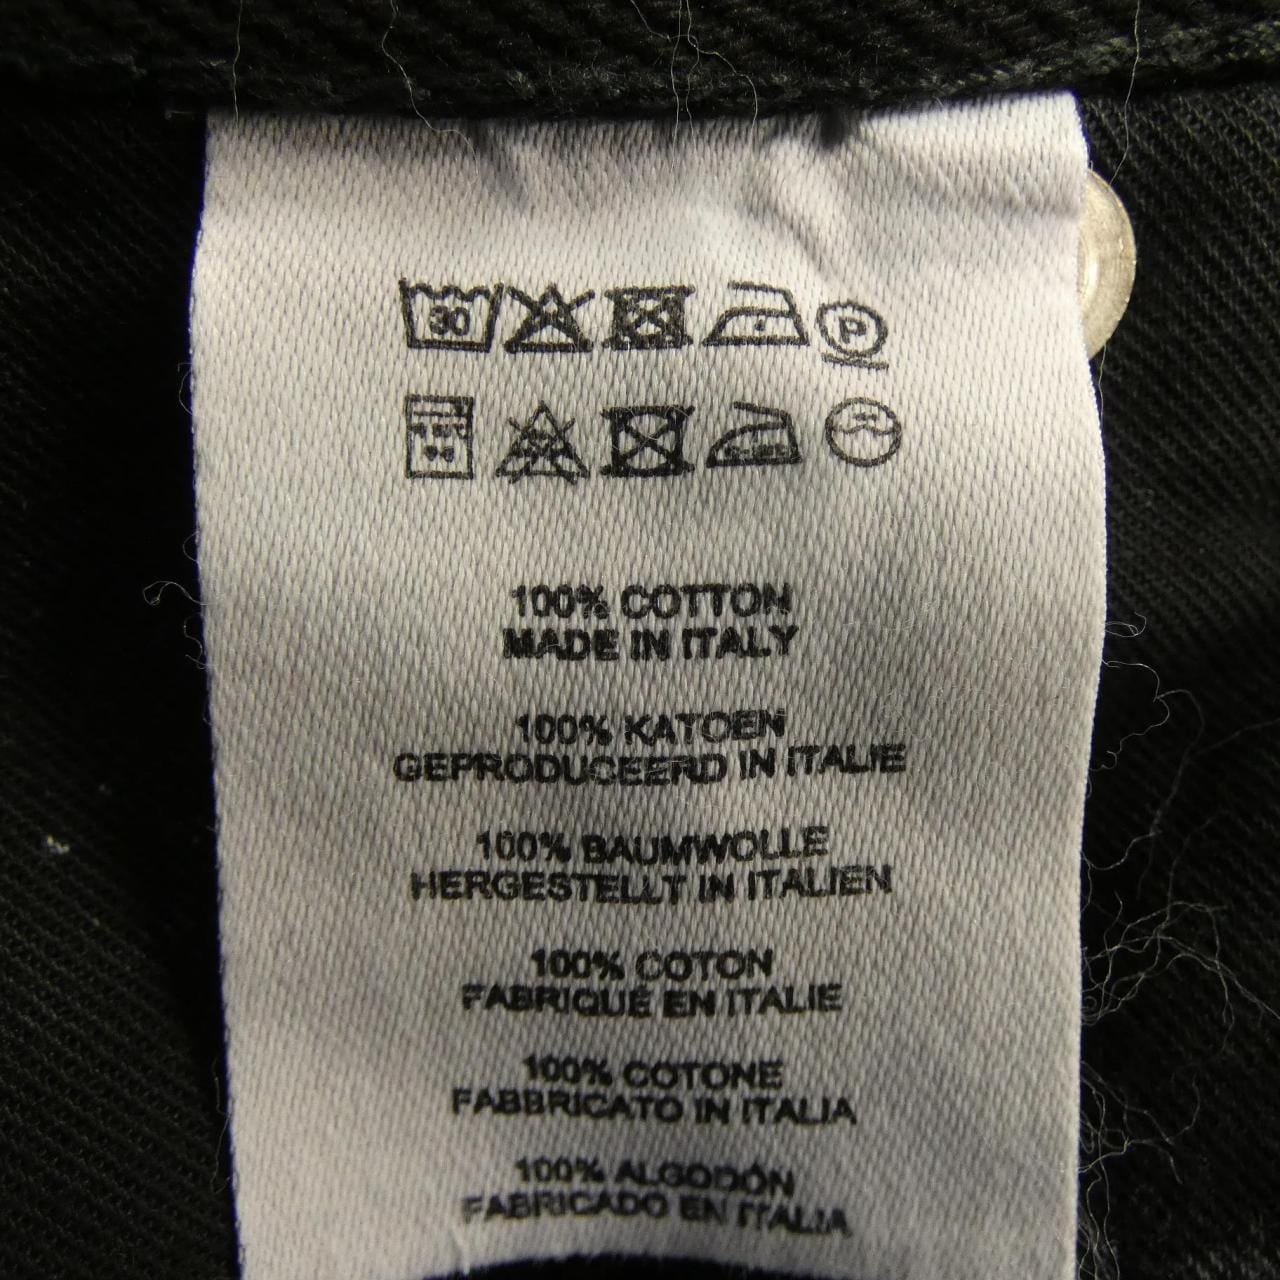 30
P
100% COTTON
MADE IN ITALY
100% KATOEN
GEPRODUCEERD IN ITALIE
100% BAUMWOLLE
HERGESTELLT IN ITALIEN
100% COTON
FABRIQUÉ EN ITALIE
100% COTONE
FABBRICATO IN ITALIA
100% ALGODÓN
FABRICADO EN ITALIA